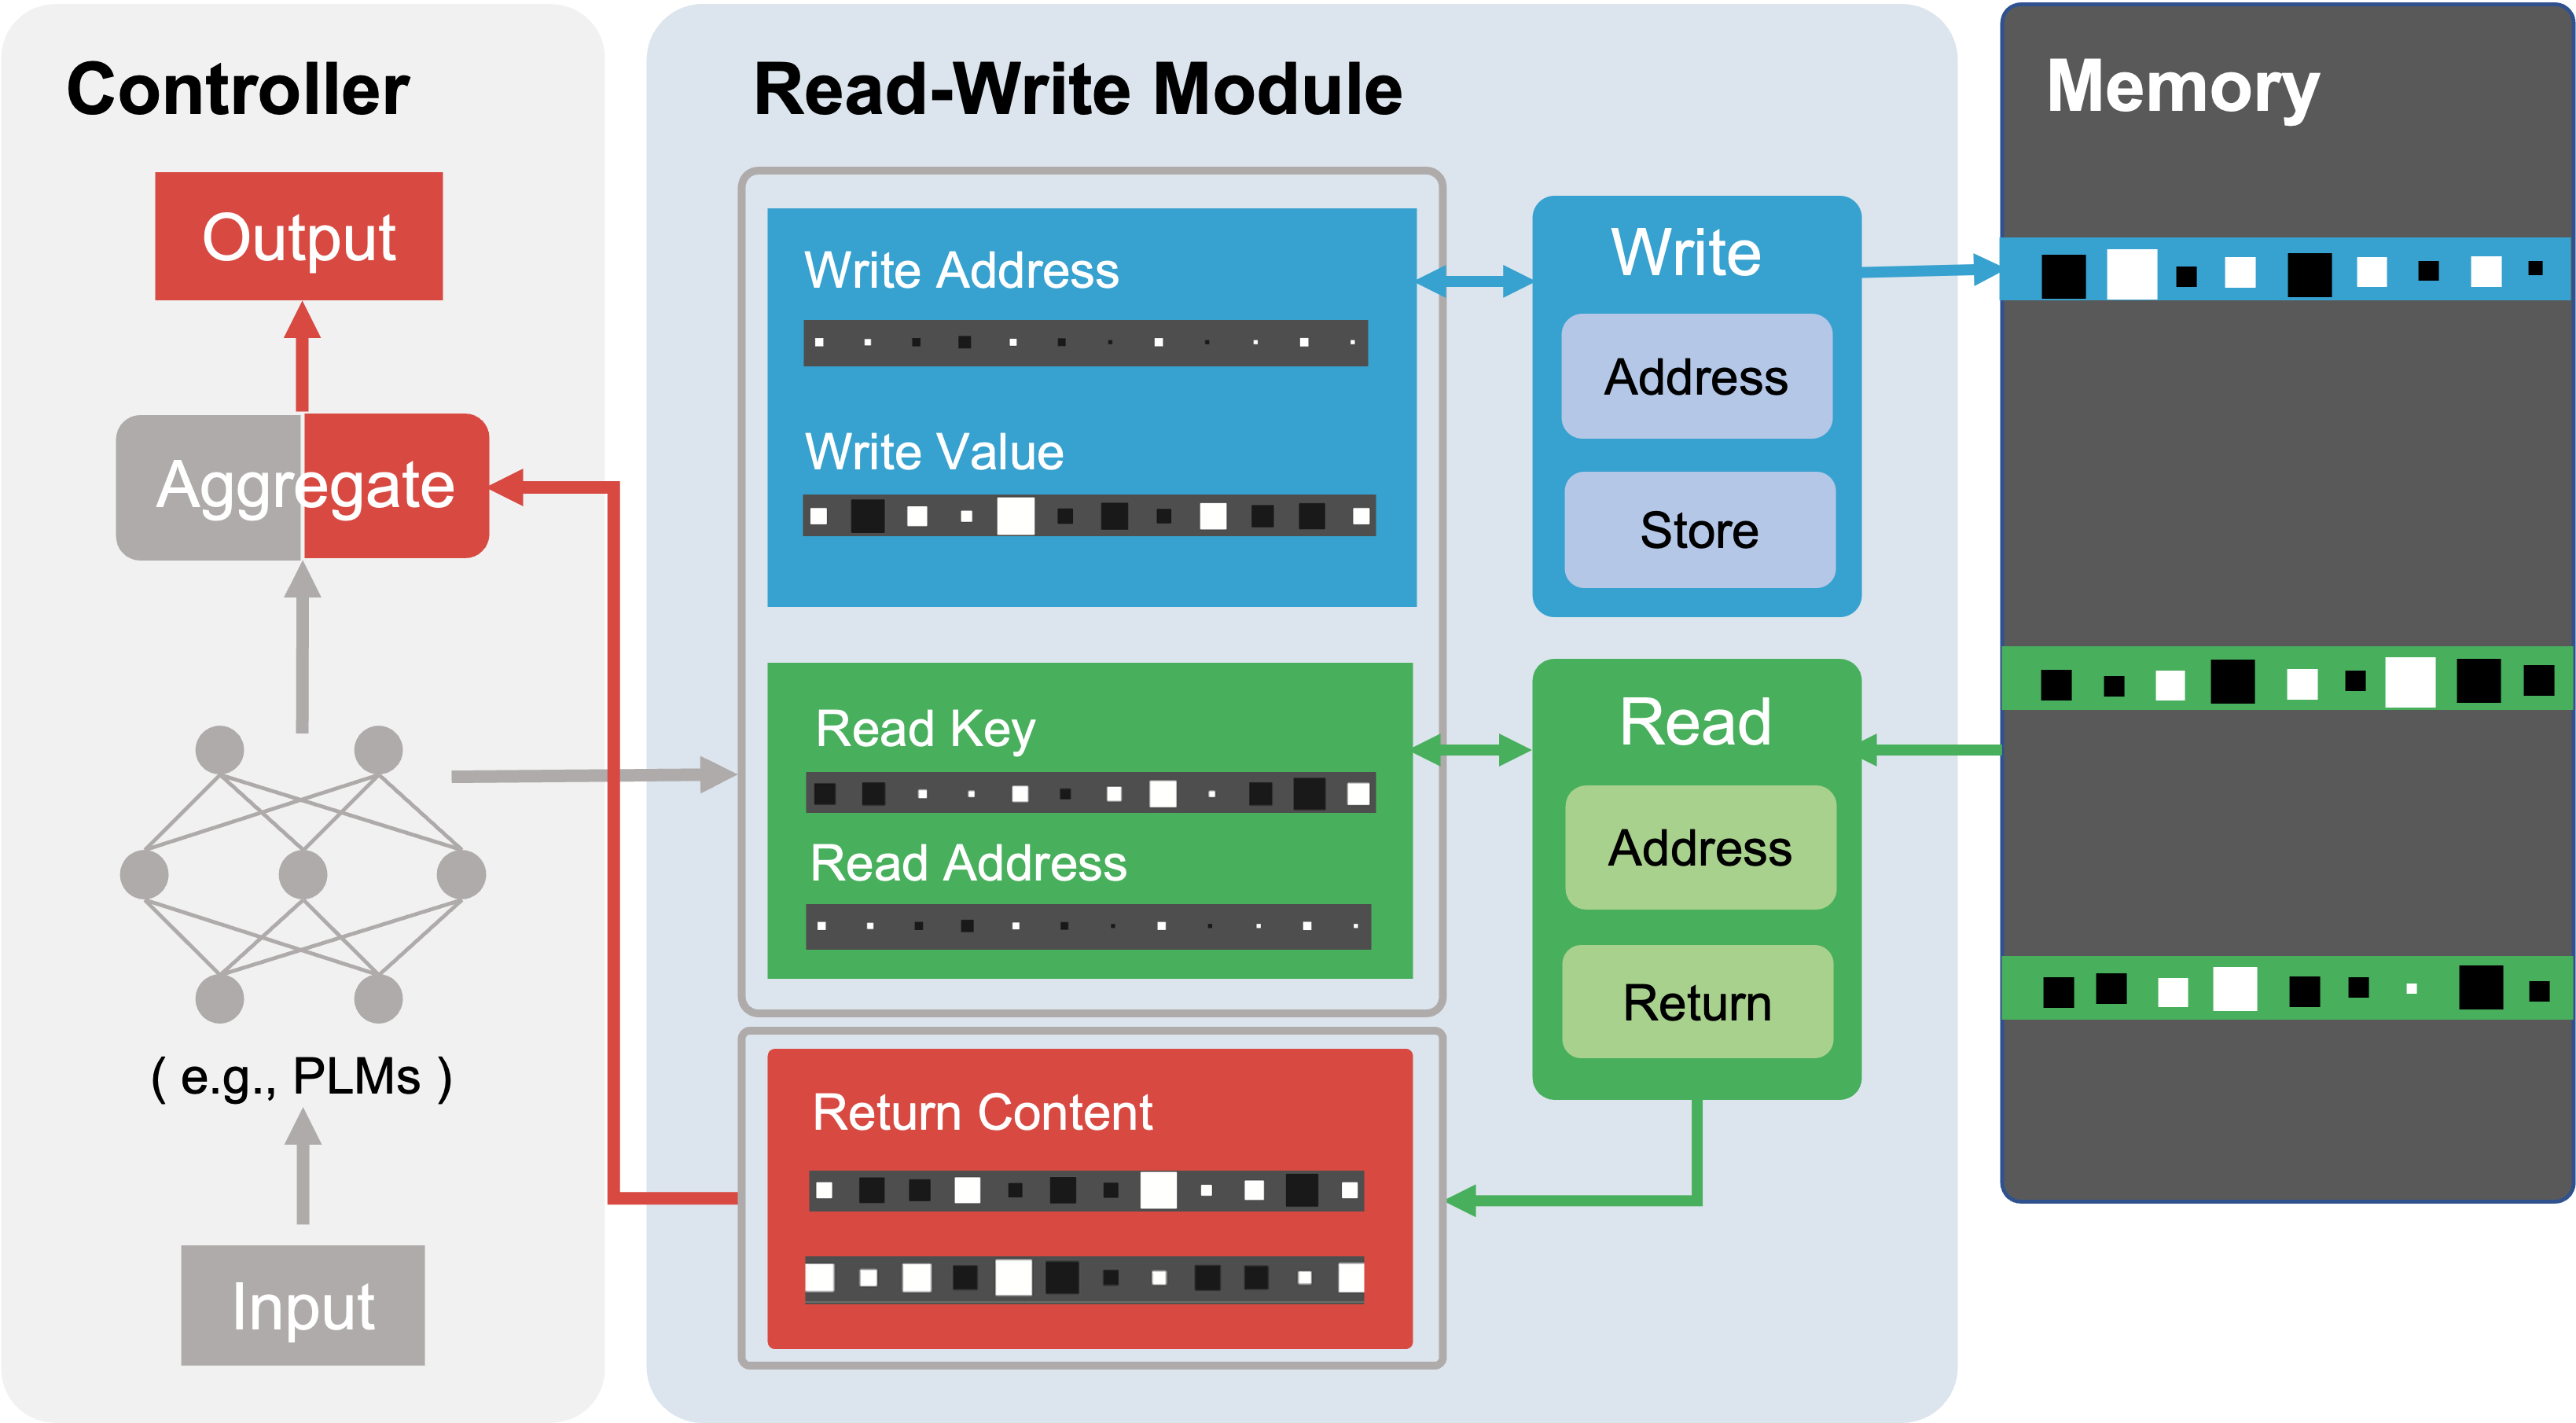 Controller
Output
Aggregate
( e.g., PLMs )
Input
Read-Write Module
Write Address
Write Value
Read Key
Read Address
Return Content
Write
Address
Store
Read
Address
Return
Memory